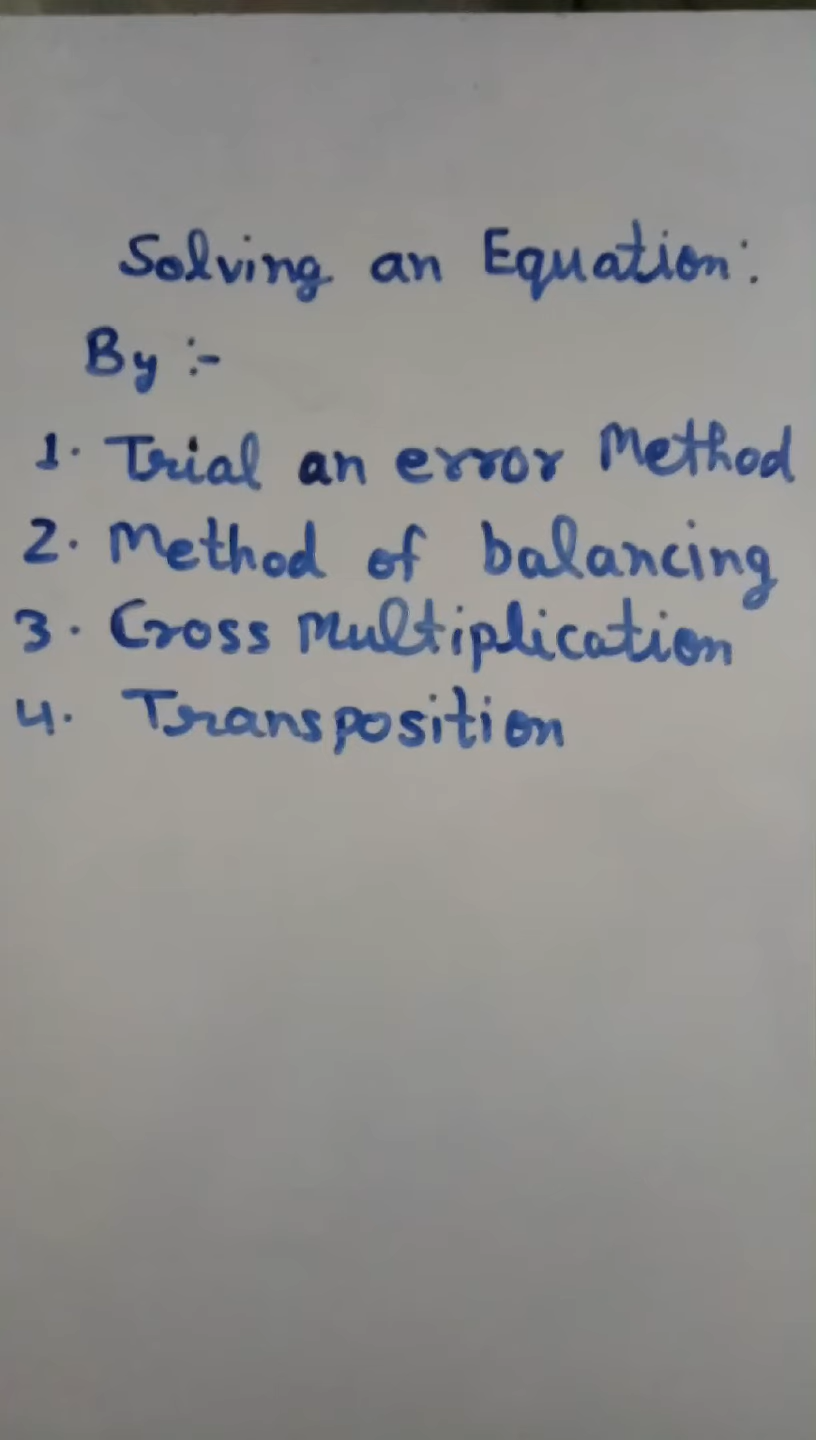 Solving an Equation:
By :-
1. Trial an error Method
2. Method of balancing
3. Cross Multiplication
4. Transposition